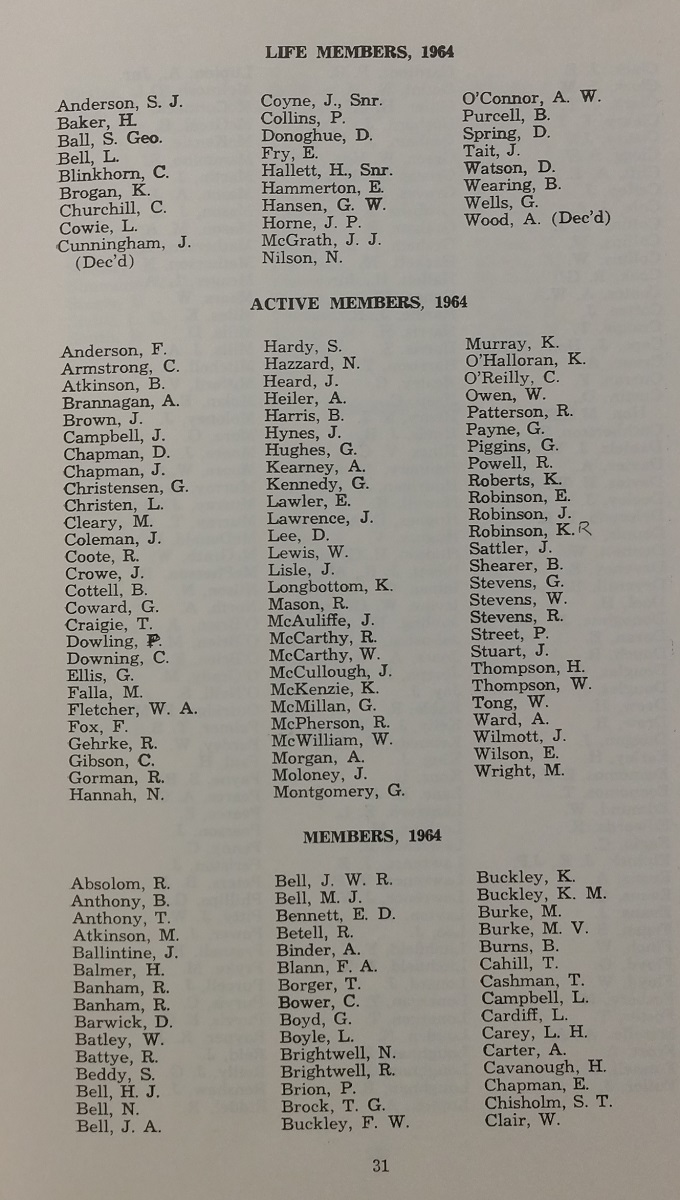 LIFE MEMBERS, 1964
Anderson, S. J.
Baker, H.
Ball, S. Geo.
Bell, L.
Blinkhorn, C.
Brogan, K.
Churchill, C.
Cowie, L.
Cunningham, J.
(Dec'd)
Coyne, J., Snr.
Collins, P.
Donoghue, D.
Fry, E.
Hallett, H., Snr.
Hammerton, E.
Hansen, G. W.
Horne, J. P.
McGrath, J. J.
Nilson, N.
O'Connor, A. W.
Purcell, B.
Spring, D.
Tait, J.
Watson, D.
Wearing, B.
Wells, G.
Wood, A. (Dec'd)
ACTIVE MEMBERS, 1964
Anderson, F.
Armstrong, C.
Atkinson, B.
Brannagan, A.
Brown, J.
Campbell, J.
Chapman, D.
Chapman, J.
Christensen, G.
Christen, L.
Cleary, M.
Coleman, J.
Coote, R.
Crowe, J.
Cottell, B.
Coward, G.
Craigie, T.
Dowling, P.
Downing, C.
Ellis, G.
Falla, M.
Fletcher, W. A.
Fox, F.
Gehrke, R.
Gibson, C.
Gorman, R.
Hannah, N.
Hardy, S.
Hazzard, N.
Heard, J.
Heiler, A.
Harris, B.
Hynes, J.
Hughes, G.
Kearney, A.
Kennedy, G.
Lawler, E.
Lawrence, J.
Lee, D.
Lewis, W.
Lisle, J.
Longbottom, K.
Mason, R.
McAuliffe, J.
McCarthy, R.
McCarthy, W.
McCullough, J.
McKenzie, K.
McMillan, G.
McPherson, R.
McWilliam, W.
Morgan, A.
Moloney, J.
Montgomery, G.
Murray, K.
O'Halloran, K.
O'Reilly, C.
Owen, W.
Patterson, R.
Payne, G.
Piggins, G.
Powell, R.
Roberts, K.
Robinson, E.
Robinson, J.
Robinson, K. R
Sattler, J.
Shearer, B.
Stevens, G.
Stevens, W.
Stevens, R.
Street, P.
Stuart, J.
Thompson, H.
Thompson, W.
Tong, W.
Ward, A.
Wilmott, J.
Wilson, E.
Wright, M.
MEMBERS, 1964
Absolom, R.
Anthony, B.
Anthony, T.
Atkinson, M.
Ballintine, J.
Balmer, H.
Banham, R.
Banham, R.
Barwick, D.
Batley, W.
Battye, R.
Beddy, S.
Bell, H. J.
Bell, N.
Bell, J. A.
Bell, J. W. R.
Bell, M. J.
Bennett, E. D.
Betell, R.
Binder, A.
Blann, F. A.
Borger, T.
Bower, C.
Boyd, G.
Boyle, L.
Brightwell, N.
Brightwell, R.
Brion, P.
Brock, T. G.
Buckley, F. W.
Buckley, K.
Buckley, K. M.
Burke, M.
Burke, M. V.
Burns, B.
Cahill, T.
Cashman, T.
Campbell, L.
Cardiff, L.
Carey, L. H.
Carter, A.
Cavanough, H.
Chapman, E.
Chisholm, S. T.
Clair, W.
31